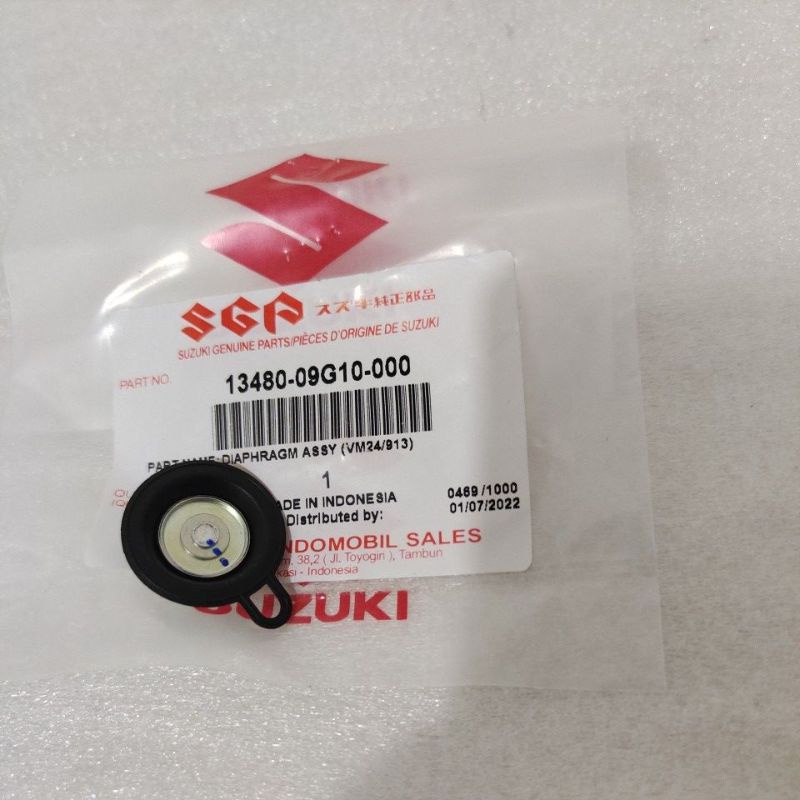 SGP スズキ純正部品
SUZUKI GENUINE PARTS/PIÈCES D'ORIGINE DE SUZUKI
PART NO. 13480-09G10-000
PART NAME: DIAPHRAGM ASSY (VM24/913)
1
ADE IN INDONESIA 0469 /1000
Distributed by: 01/07/2022
NDOMOBIL SALES
m. 38,2 ( Jl. Toyogiri ), Tambun
kasi - Indonesia
SUZUKI